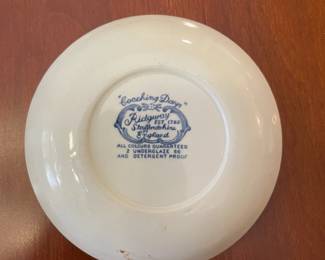 "Coaching Days"
Ridgway
EST. 1792
Staffordshire
England
ALL COLOURS GUARANTEED
UNDERGLAZE
AND DETERGENT PROOF